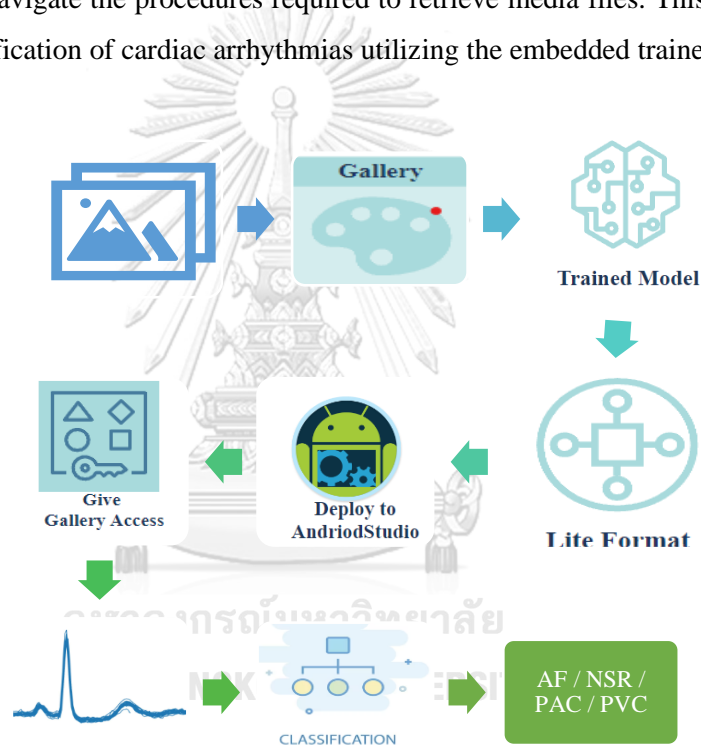 avigate the procedures required to retrieve media files. This
fication of cardiac arrhythmias utilizing the embedded traine
Gallery
Trained Model
Lite Format
Deploy to
AndriodStudio
Give
Gallery Access
CLASSIFICATION
AF / NSR /
PAC / PVC